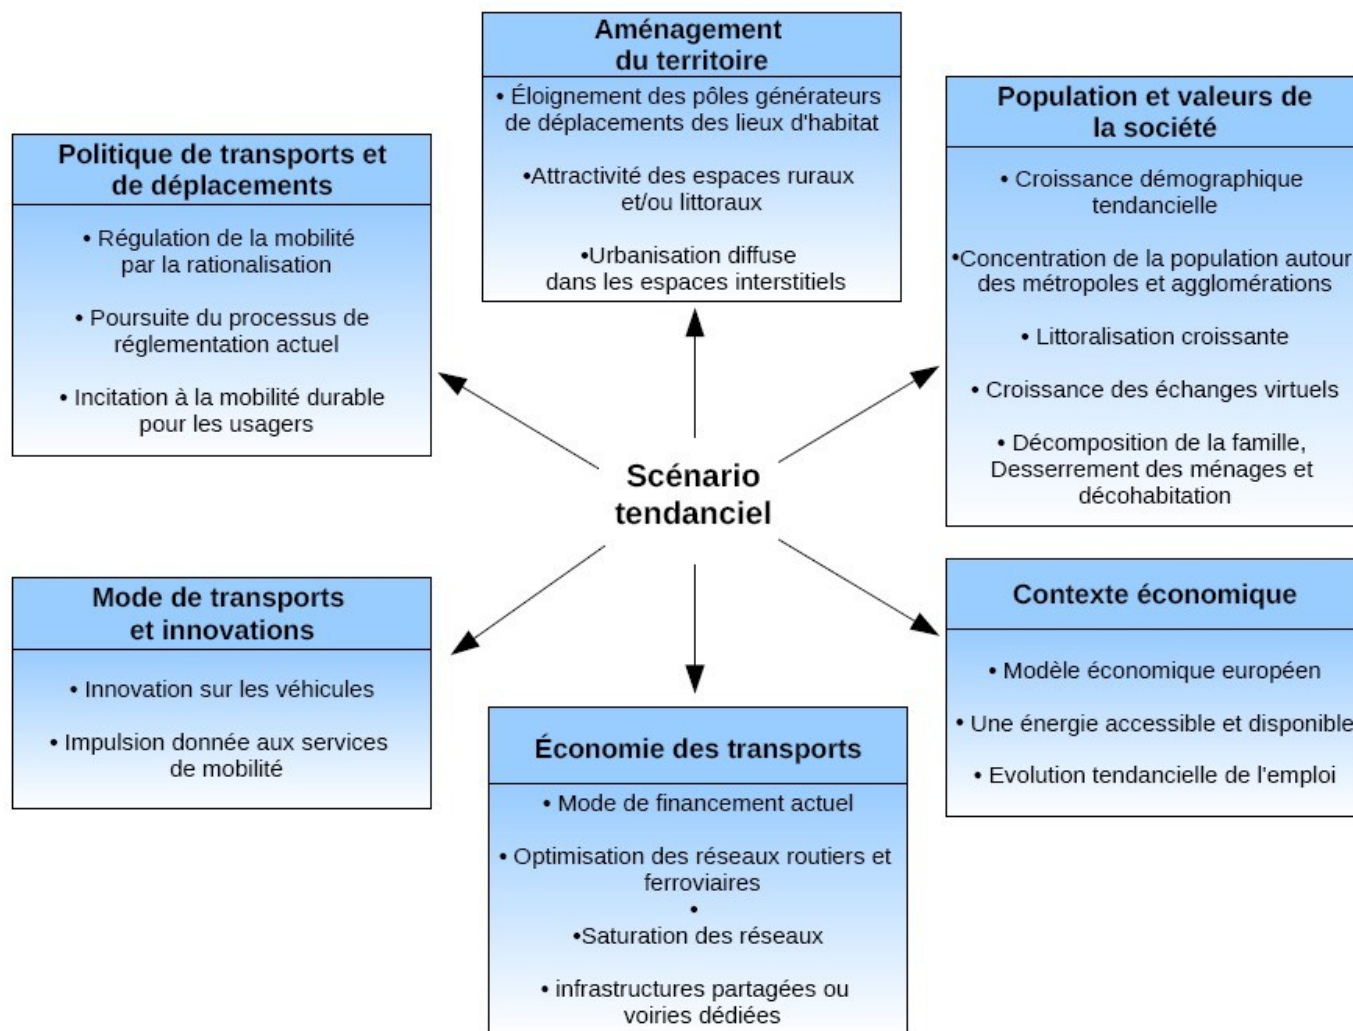 Aménagement
du territoire
• Éloignement des pôles générateurs
de déplacements des lieux d'habitat
•Attractivité des espaces ruraux
et/ou littoraux
•Urbanisation diffuse
dans les espaces interstitiels
Population et valeurs de
la société
• Croissance démographique
tendancielle
•Concentration de la population autour
des métropoles et agglomérations
• Littoralisation croissante
• Croissance des échanges virtuels
• Décomposition de la famille,
Desserrement des ménages et
décohabitation
Politique de transports et
de déplacements
• Régulation de la mobilité
par la rationalisation
• Poursuite du processus de
réglementation actuel
• Incitation à la mobilité durable
pour les usagers
Scénario
tendanciel
Mode de transports
et innovations
• Innovation sur les véhicules
• Impulsion donnée aux services
de mobilité
Économie des transports
• Mode de financement actuel
• Optimisation des réseaux routiers et
ferroviaires
•
•Saturation des réseaux
• infrastructures partagées ou
voiries dédiées
Contexte économique
• Modèle économique européen
• Une énergie accessible et disponible
• Evolution tendancielle de l'emploi